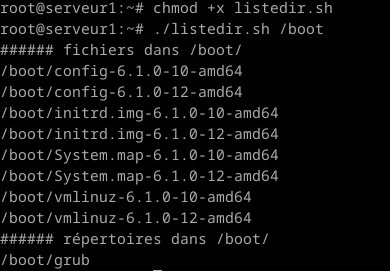 root@serveur1:~# chmod +x listedir.sh
root@serveur1:~# ./listedir.sh /boot
###### fichiers dans /boot/
/boot/config-6.1.0-10-amd64
/boot/config-6.1.0-12-amd64
/boot/initrd.img-6.1.0-10-amd64
/boot/initrd.img-6.1.0-12-amd64
/boot/System.map-6.1.0-10-amd64
/boot/System.map-6.1.0-12-amd64
/boot/vmlinuz-6.1.0-10-amd64
/boot/vmlinuz-6.1.0-12-amd64
###### répertoires dans /boot/
/boot/grub